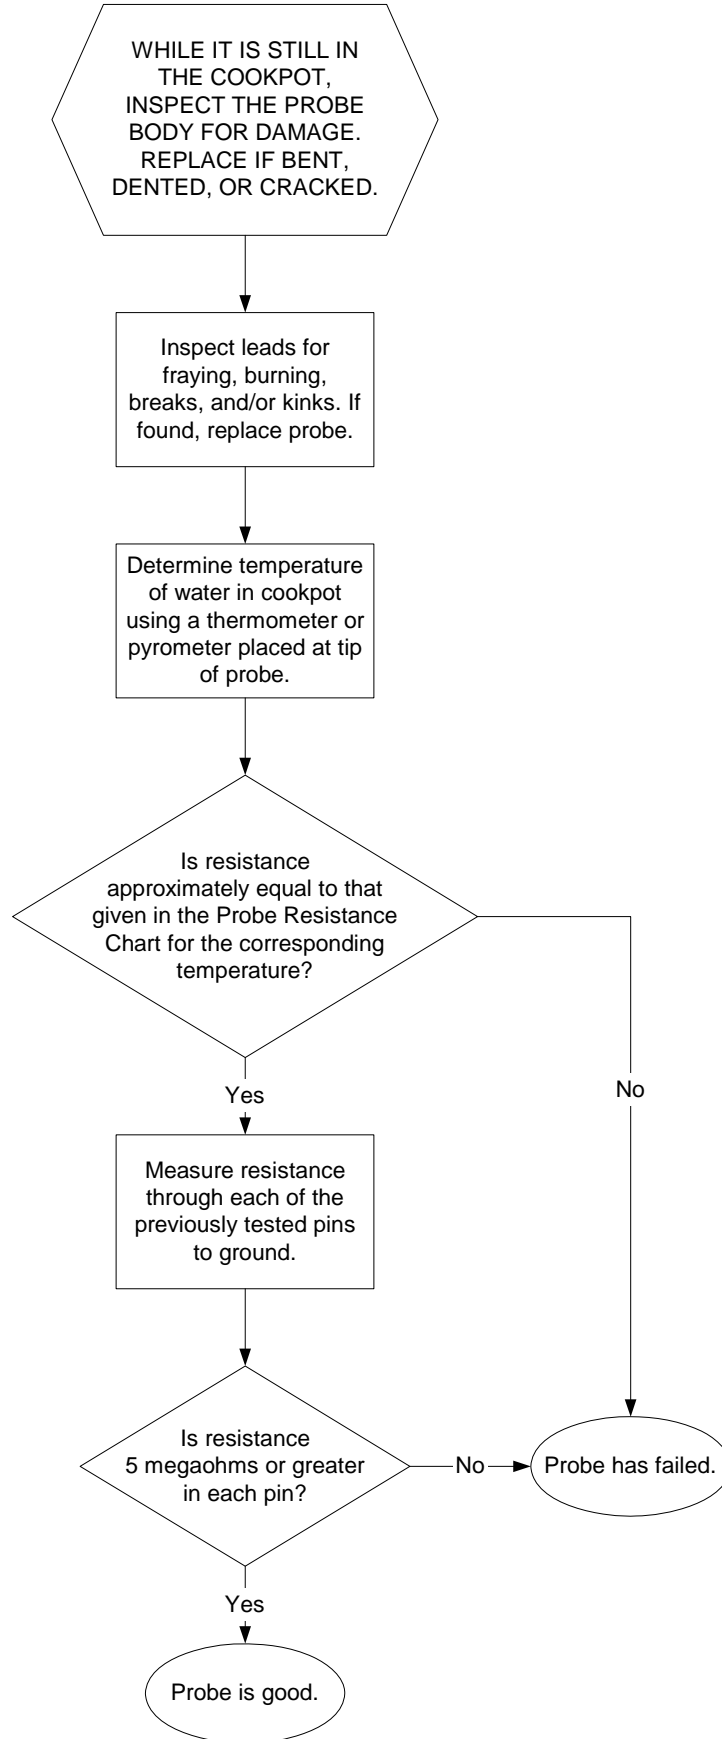 WHILE IT IS STILL IN
THE COOKPOT,
INSPECT THE PROBE
BODY FOR DAMAGE.
REPLACE IF BENT,
DENTED, OR CRACKED.
Inspect leads for
fraying, burning,
breaks, and/or kinks. If
found, replace probe.
Determine temperature
of water in cookpot
using a thermometer or
pyrometer placed at tip
of probe.
Is resistance
approximately equal to that
given in the Probe Resistance
Chart for the corresponding
temperature?
Yes
No
Measure resistance
through each of the
previously tested pins
to ground.
Is resistance
5 megaohms or greater
in each pin?
No
Probe has failed.
Yes
Probe is good.